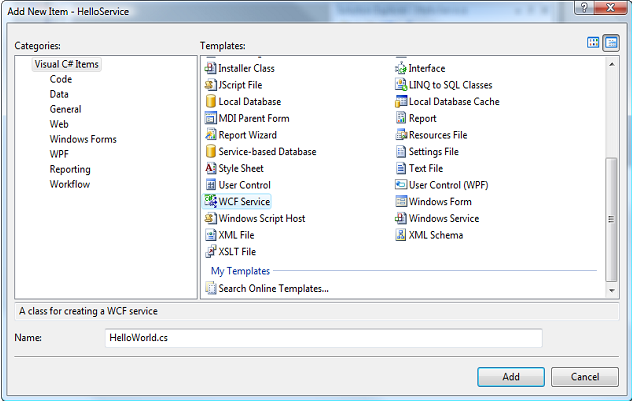 Add New Item - HelloService
Categories:
Templates:
Visual C# Items
Code
Data
General
Web
Windows Forms
WPF
Reporting
Workflow
Installer Class
Interface
JScript File
LINQ to SQL Classes
Local Database
Local Database Cache
MDI Parent Form
Report
Report Wizard
Resources File
Service-based Database
Settings File
Style Sheet
Text File
User Control
User Control (WPF)
WCF Service
Windows Form
Windows Script Host
Windows Service
XML File
XML Schema
XSLT File
My Templates
Search Online Templates...
A class for creating a WCF service
Name:
HelloWorld.cs
Add
Cancel